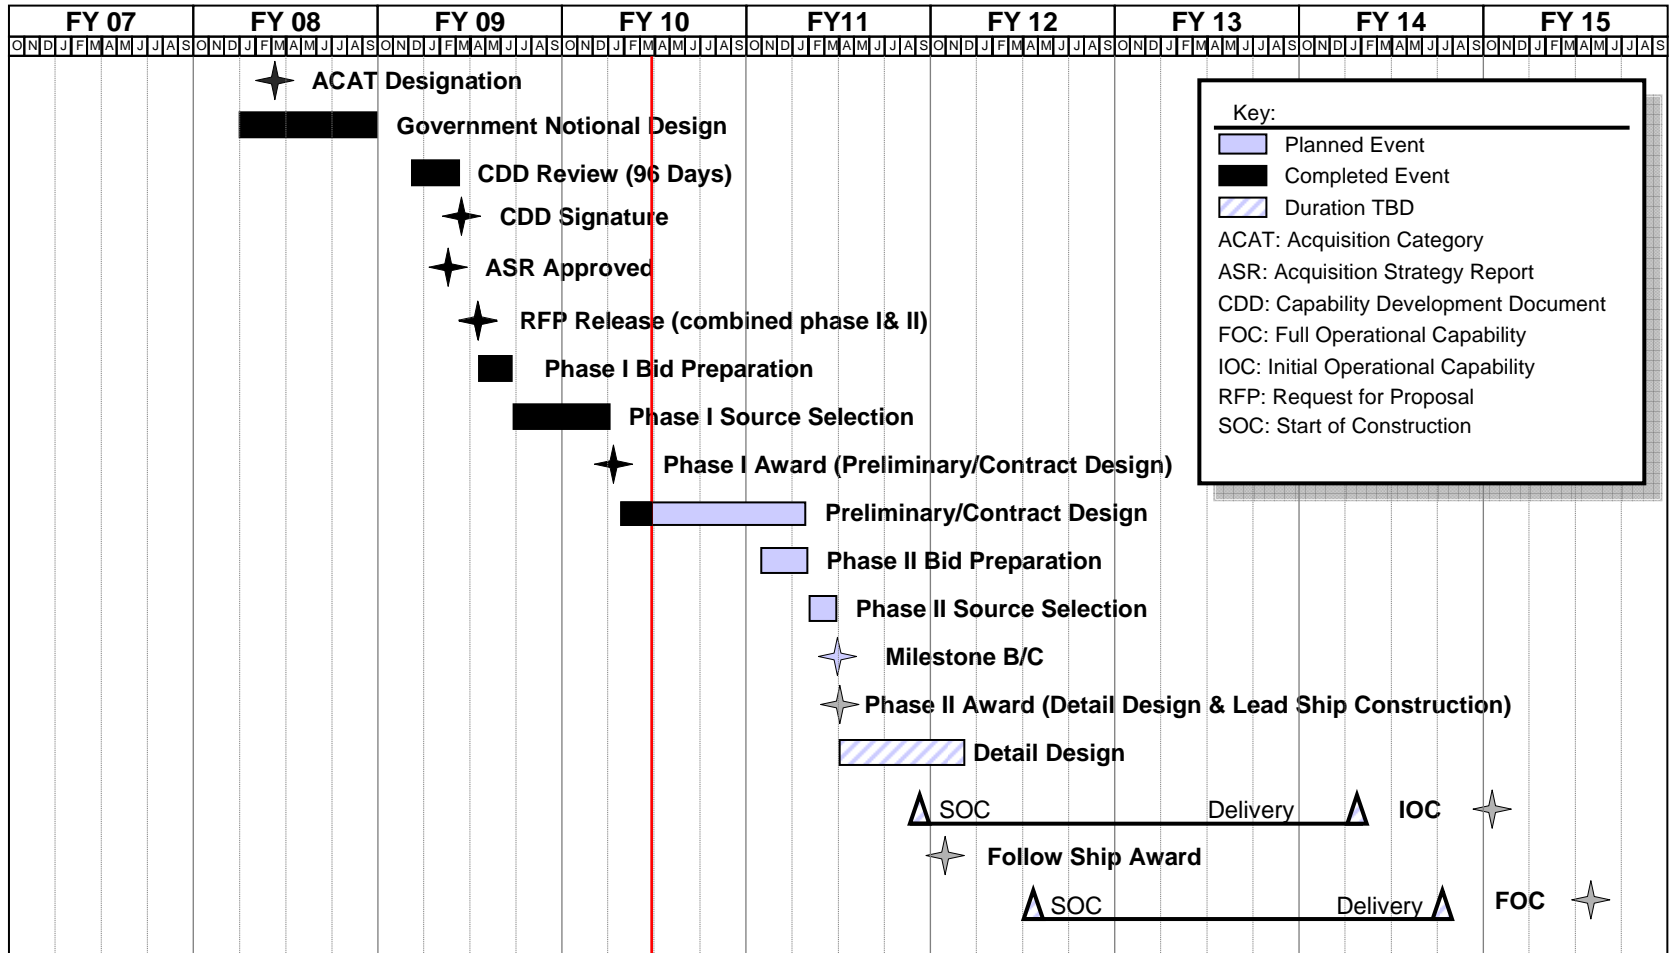 FY 07 FY 08 FY 09 FY 10 FY11 FY 12 FY 13 FY 14 FY 15
O N D J F M A M J J A S O N D J F M A M J J A S O N D J F M A M J J A S O N D J F M A M J J A S O N D J F M A M J J A S O N D J F M A M J J A S O N D J F M A M J J A S O N D J F M A M J J A S O N D J F M A M J J A S
ACAT Designation
Government Notional Design
CDD Review (96 Days)
CDD Signature
ASR Approved
RFP Release (combined phase I& II)
Phase I Bid Preparation
Phase I Source Selection
Phase I Award (Preliminary/Contract Design)
Preliminary/Contract Design
Phase II Bid Preparation
Phase II Source Selection
Milestone B/C
Phase II Award (Detail Design & Lead Ship Construction)
Detail Design
SOC Delivery IOC
Follow Ship Award
SOC Delivery FOC
Key:
Planned Event
Completed Event
Duration TBD
ACAT: Acquisition Category
ASR: Acquisition Strategy Report
CDD: Capability Development Document
FOC: Full Operational Capability
IOC: Initial Operational Capability
RFP: Request for Proposal
SOC: Start of Construction